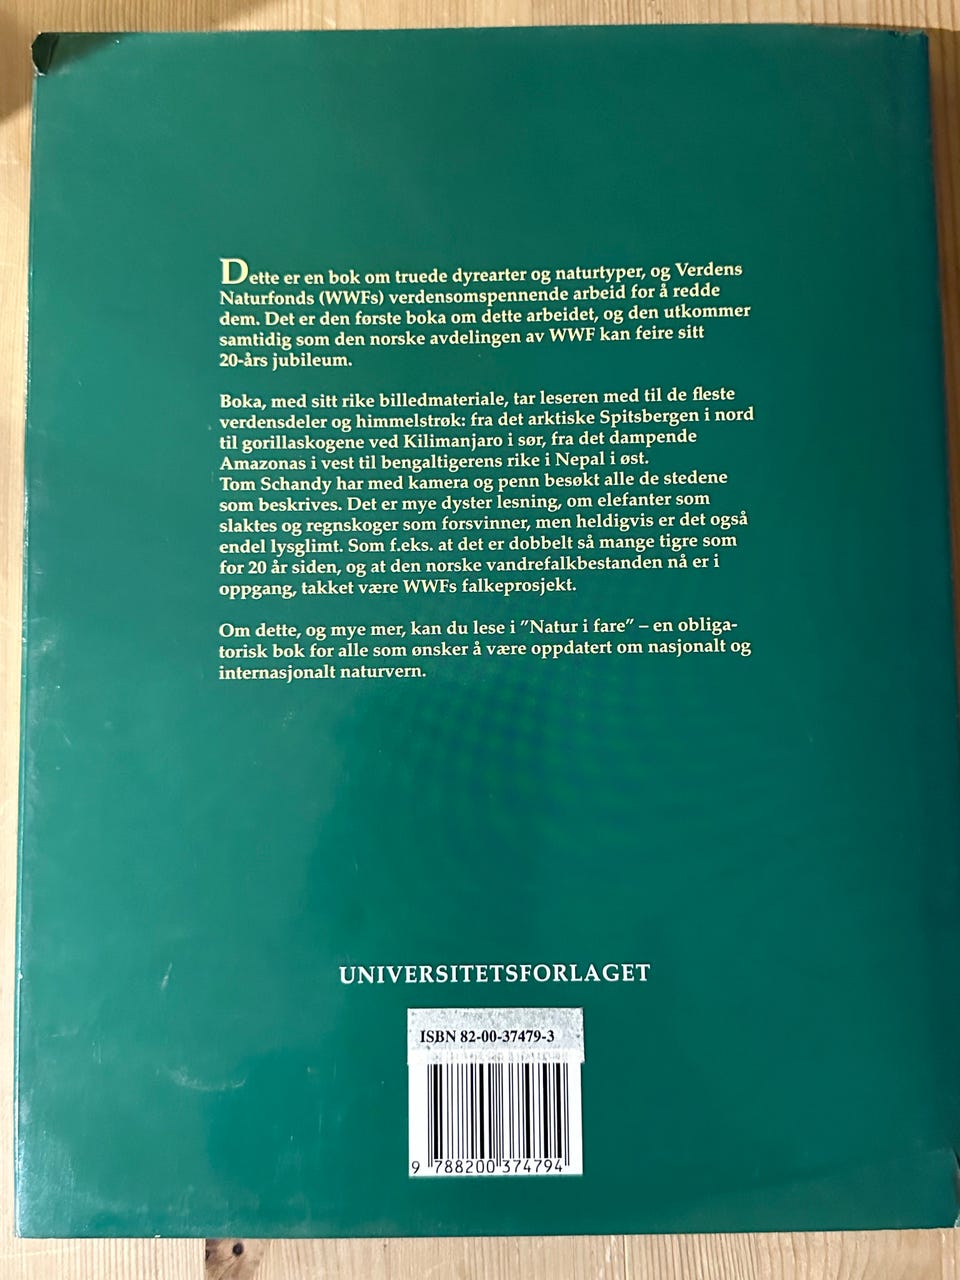 Dette er en bok om truede dyrearter og naturtyper, og Verdens
Naturfonds (WWFs) verdensomspennende arbeid for å redde
dem. Det er den første boka om dette arbeidet, og den utkommer
samtidig som den norske avdelingen av WWF kan feire sitt
20-års jubileum.
Boka, med sitt rike billedmateriale, tar leseren med til de fleste
verdensdeler og himmelstrøk: fra det arktiske Spitsbergen i nord
til gorillaskogene ved Kilimanjaro i sør, fra det dampende
Amazonas i vest til bengaltigerens rike i Nepal i øst.
Tom Schandy har med kamera og penn besøkt alle de stedene
som beskrives. Det er mye dyster lesning, om elefanter som
slaktes og regnskoger som forsvinner, men heldigvis er det også
endel lysglimt. Som f.eks. at det er dobbelt så mange tigre som
for 20 år siden, og at den norske vandrefalkbestanden nå er i
oppgang, takket være WWFs falkeprosjekt.
Om dette, og mye mer, kan du lese i "Natur i fare" – en obliga-
torisk bok for alle som ønsker å være oppdatert om nasjonalt og
internasjonalt naturvern.
UNIVERSITETSFORLAGET
ISBN 82-00-37479-3
9 788200 374794